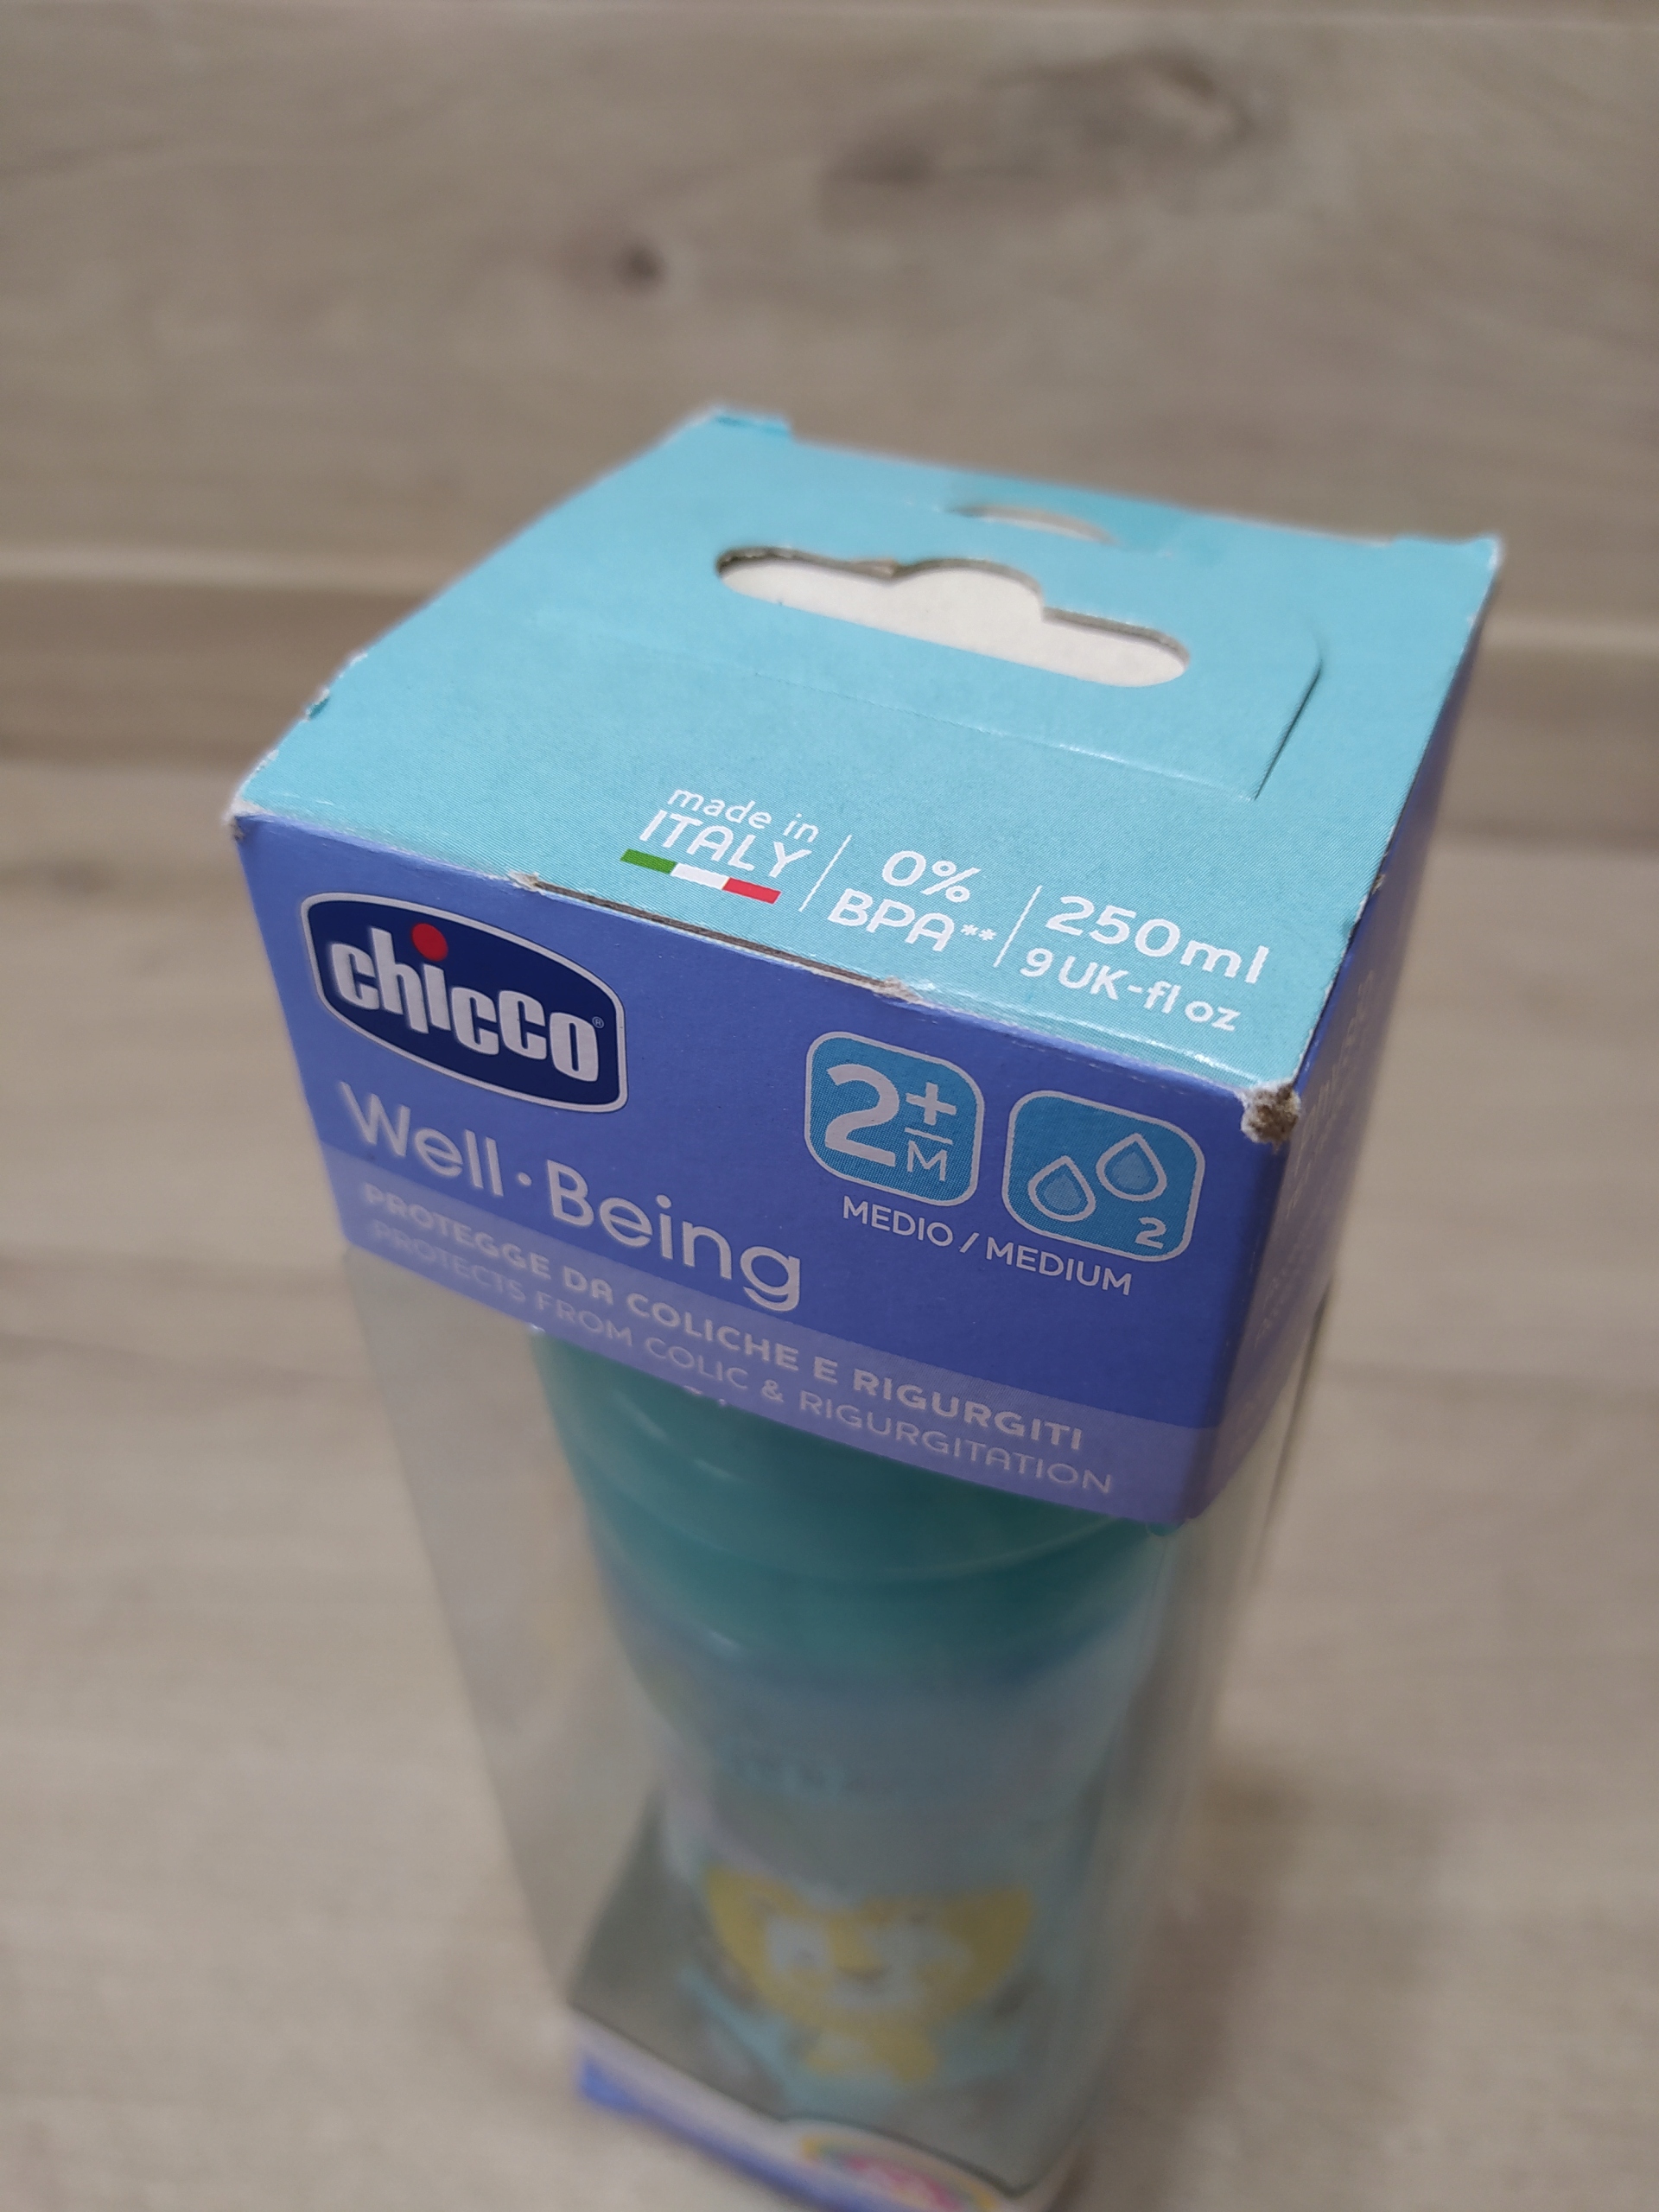 made in
ITALY
0%
BPA**
250ml
9 UK-fl oz
chicco®
Well·Being
2+
M
2
MEDIO / MEDIUM
PROTEGGE DA COLICHE E RIGURGITI
PROTECTS FROM COLIC & RIGURGITATION